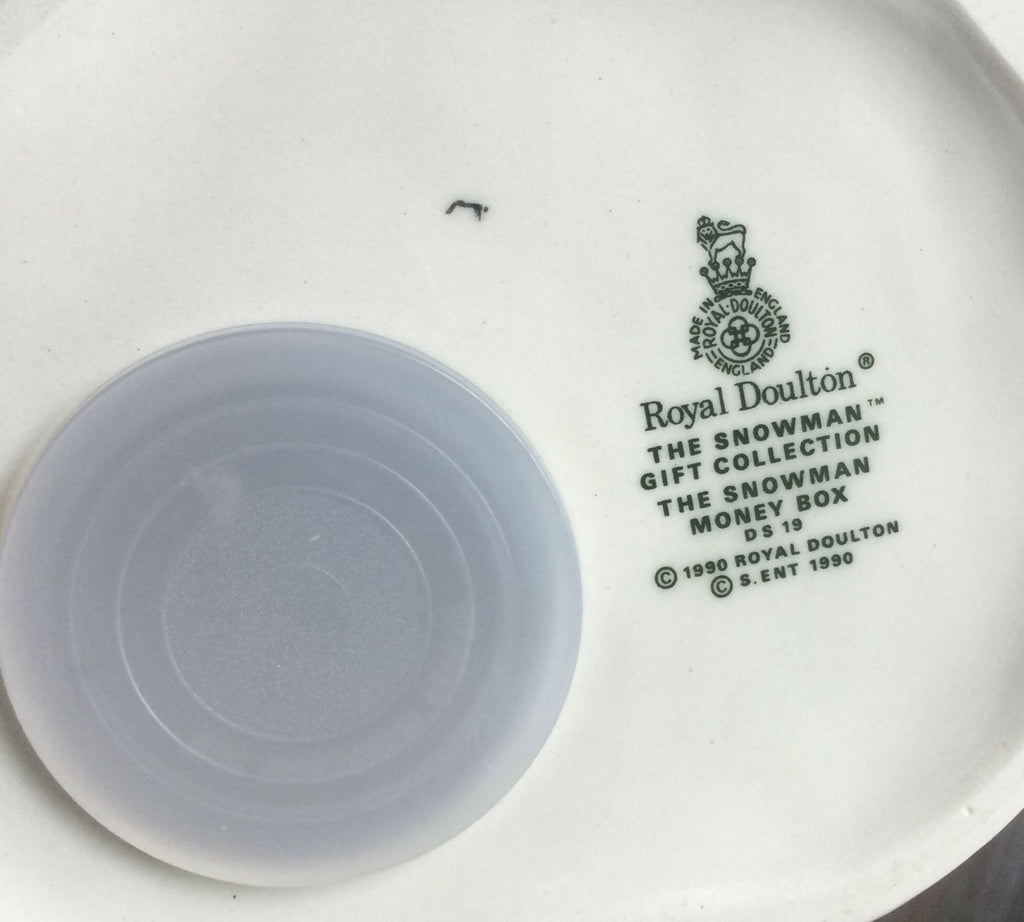 MADE IN ENGLAND
ROYAL·DOULTON
ENGLAND
Royal Doulton®
THE SNOWMAN™
GIFT COLLECTION
THE SNOWMAN
MONEY BOX
DS 19
© 1990 ROYAL DOULTON
© S.ENT 1990